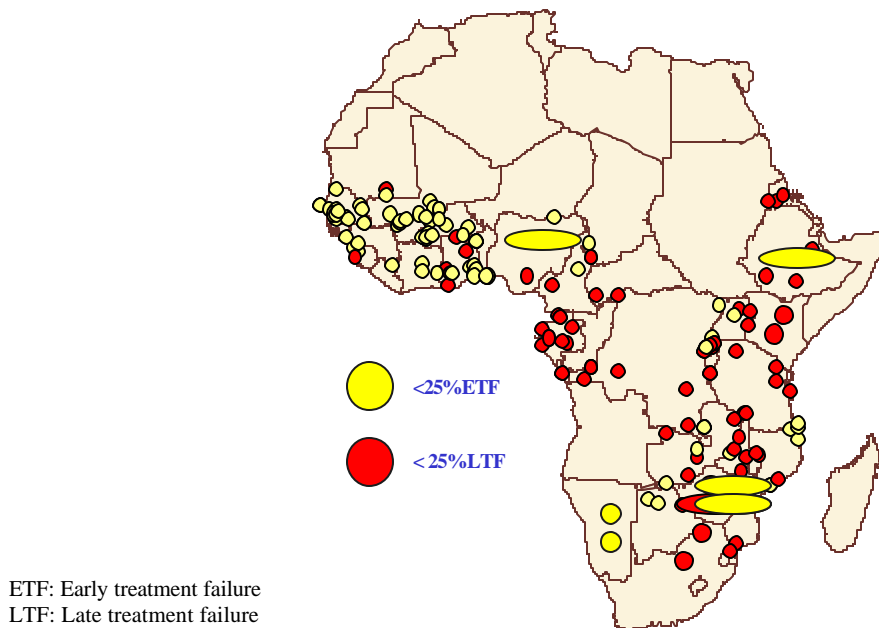 <25%ETF
< 25%LTF
ETF: Early treatment failure
LTF: Late treatment failure